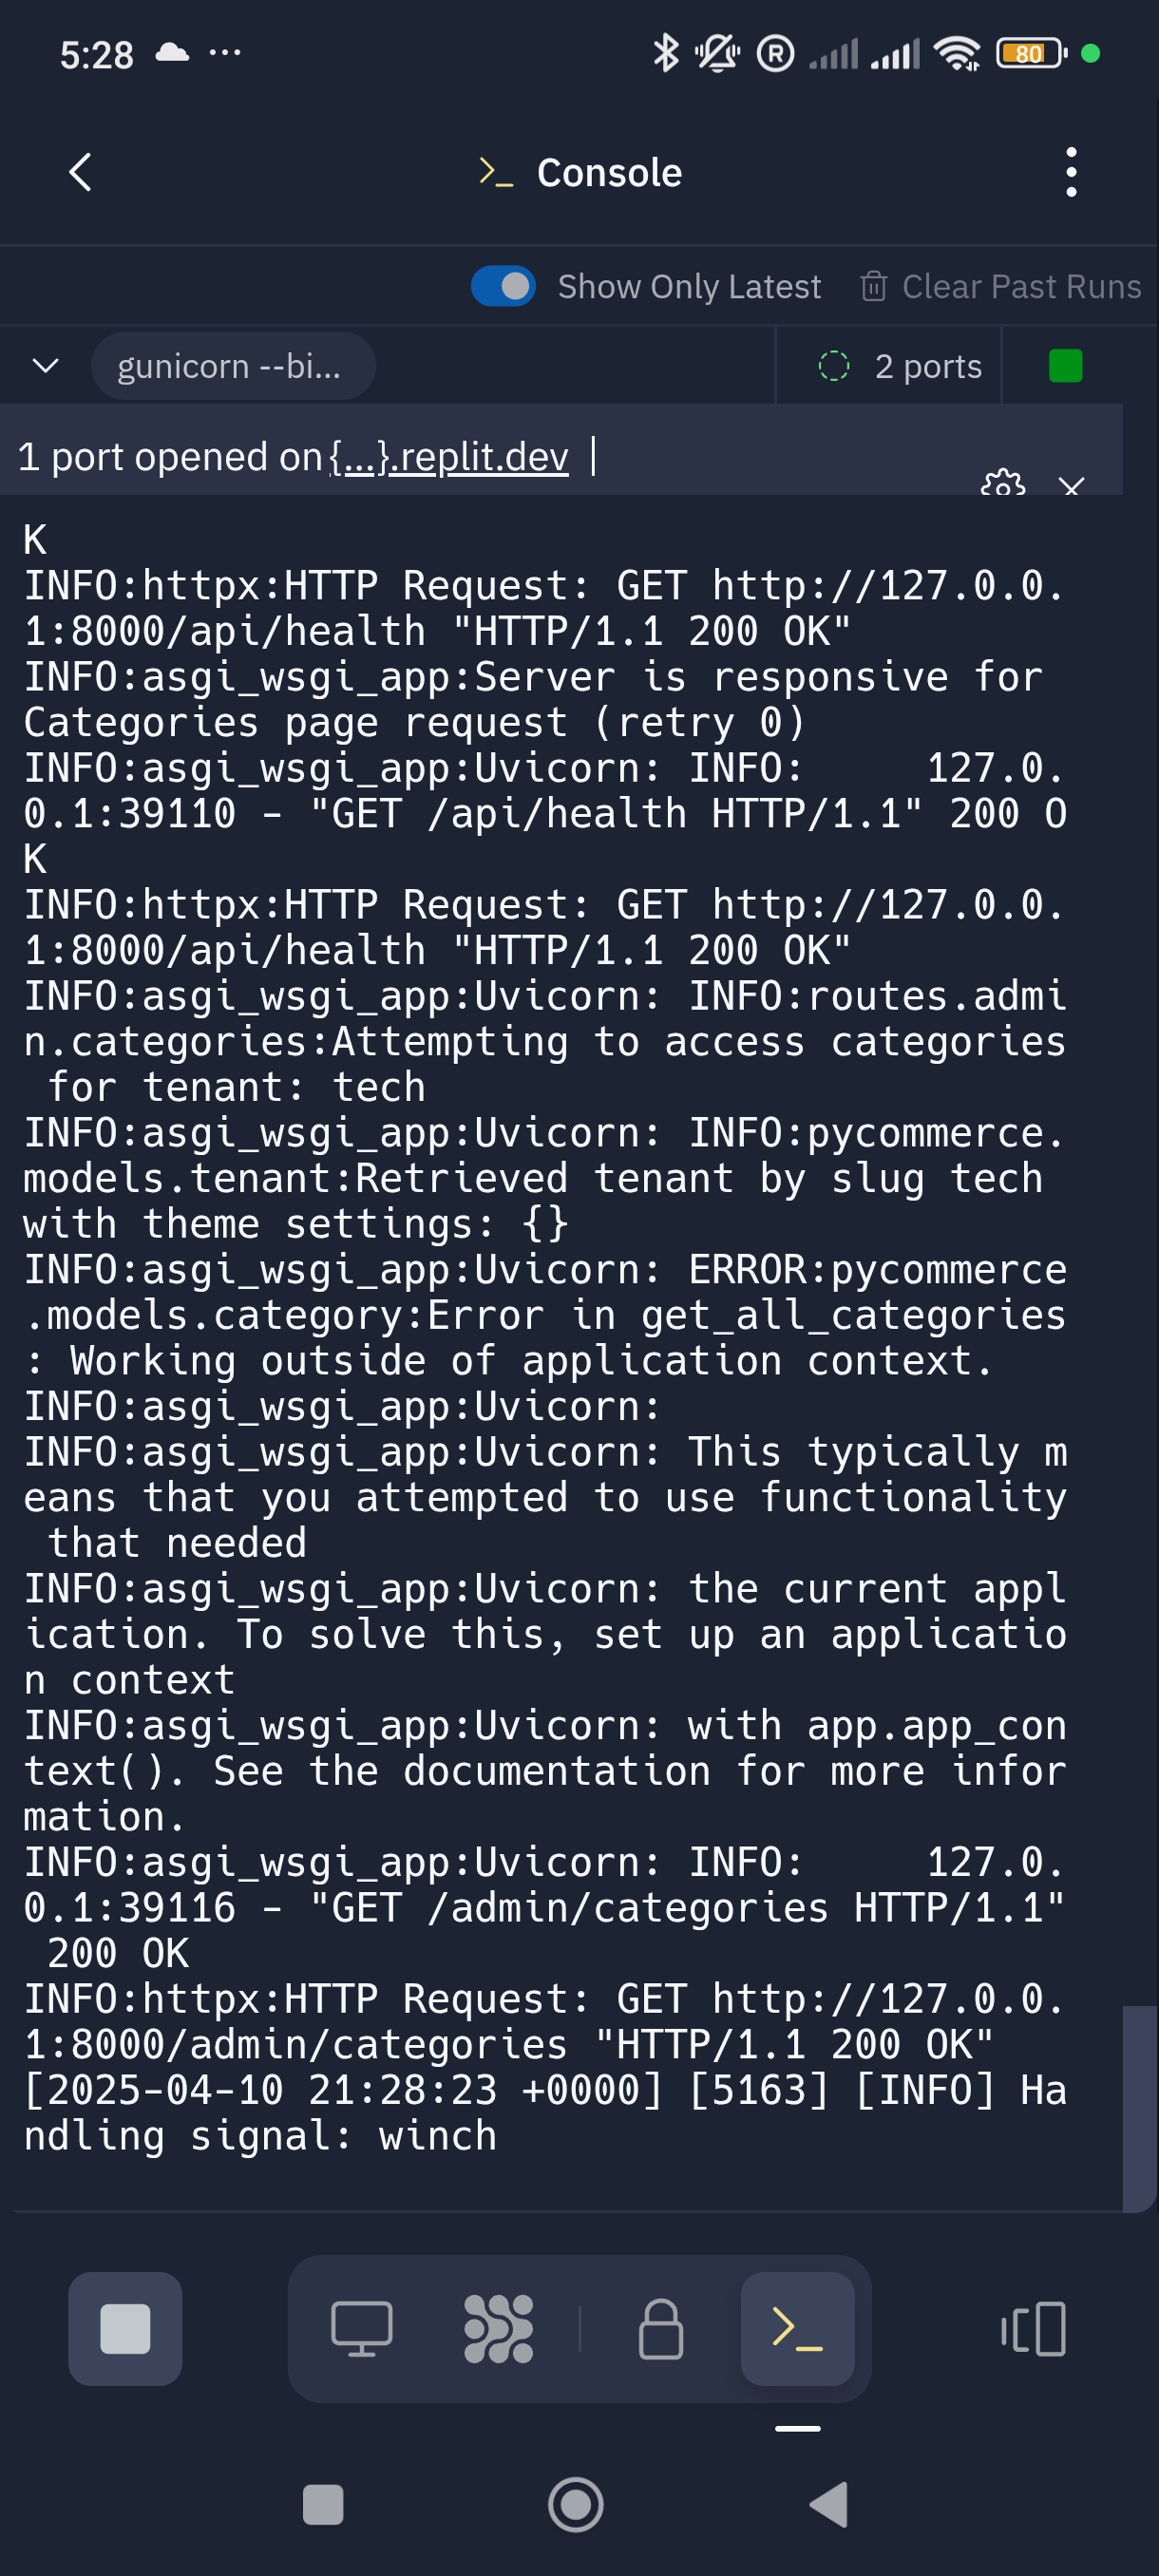 5:28 ...
80
>_ Console
Show Only Latest Clear Past Runs
gunicorn --bi... 2 ports
1 port opened on {...}.replit.dev |
K
INFO:httpx:HTTP Request: GET http://127.0.0.
1:8000/api/health "HTTP/1.1 200 OK"
INFO:asgi_wsgi_app:Server is responsive for
Categories page request (retry 0)
INFO:asgi_wsgi_app:Uvicorn: INFO:     127.0.
0.1:39110 - "GET /api/health HTTP/1.1" 200 O
K
INFO:httpx:HTTP Request: GET http://127.0.0.
1:8000/api/health "HTTP/1.1 200 OK"
INFO:asgi_wsgi_app:Uvicorn: INFO:routes.admi
n.categories:Attempting to access categories
 for tenant: tech
INFO:asgi_wsgi_app:Uvicorn: INFO:pycommerce.
models.tenant:Retrieved tenant by slug tech
with theme settings: {}
INFO:asgi_wsgi_app:Uvicorn: ERROR:pycommerce
.models.category:Error in get_all_categories
: Working outside of application context.
INFO:asgi_wsgi_app:Uvicorn:
INFO:asgi_wsgi_app:Uvicorn: This typically m
eans that you attempted to use functionality
 that needed
INFO:asgi_wsgi_app:Uvicorn: the current appl
ication. To solve this, set up an applicatio
n context
INFO:asgi_wsgi_app:Uvicorn: with app.app_con
text(). See the documentation for more infor
mation.
INFO:asgi_wsgi_app:Uvicorn: INFO:     127.0.
0.1:39116 - "GET /admin/categories HTTP/1.1"
 200 OK
INFO:httpx:HTTP Request: GET http://127.0.0.
1:8000/admin/categories "HTTP/1.1 200 OK"
[2025-04-10 21:28:23 +0000] [5163] [INFO] Ha
ndling signal: winch